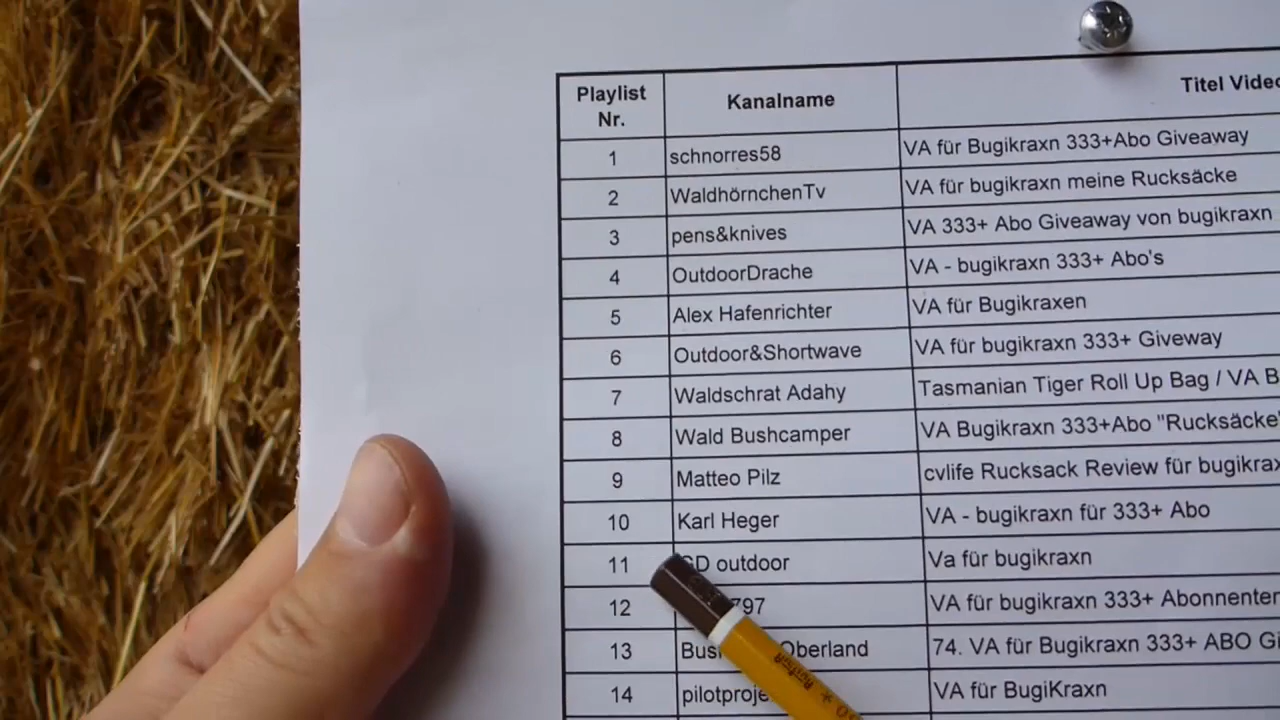 Playlist Nr. Kanalname Titel
1 schnorres58 VA für Bugikraxn 333+Abo Giveaway
2 WaldhörnchenTv VA für bugikraxn meine Rucksäcke
3 pens&knives VA 333+ Abo Giveaway von bugikraxn
4 OutdoorDrache VA - bugikraxn 333+ Abo's
5 Alex Hafenrichter VA für Bugikraxen
6 Outdoor&Shortwave VA für bugikraxn 333+ Giveway
7 Waldschrat Adahy Tasmanian Tiger Roll Up Bag / VA
8 Wald Bushcamper VA Bugikraxn 333+Abo "Rucksäcke
9 Matteo Pilz cvlife Rucksack Review für
10 Karl Heger VA - bugikraxn für 333+ Abo
11 outdoor Va für bugikraxn
12 797 VA für bugikraxn 333+
13 Oberland 74. VA für Bugikraxn 333+ ABO
14 VA für BugiKraxn